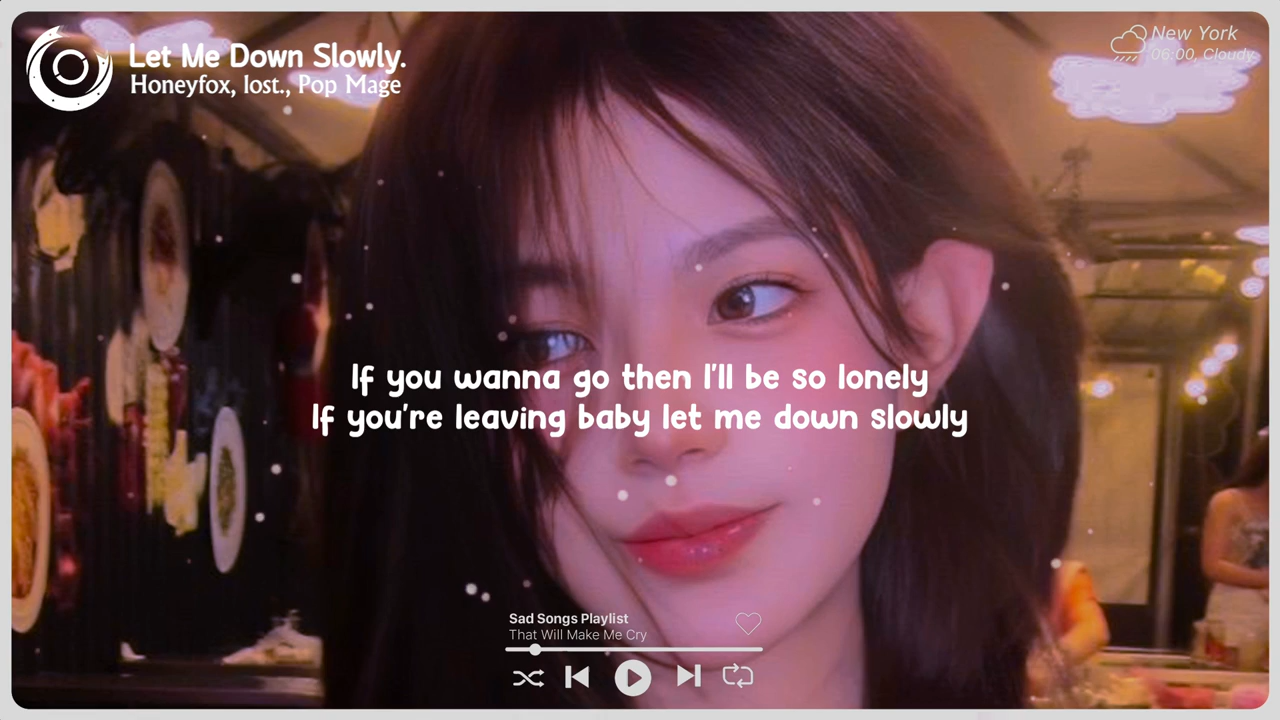 Let Me Down Slowly.
Honeyfox, lost., Pop Mage
New York
06:00, Cloudy
If you wanna go then I'll be so lonely
If you're leaving baby let me down slowly
Sad Songs Playlist
That Will Make Me Cry